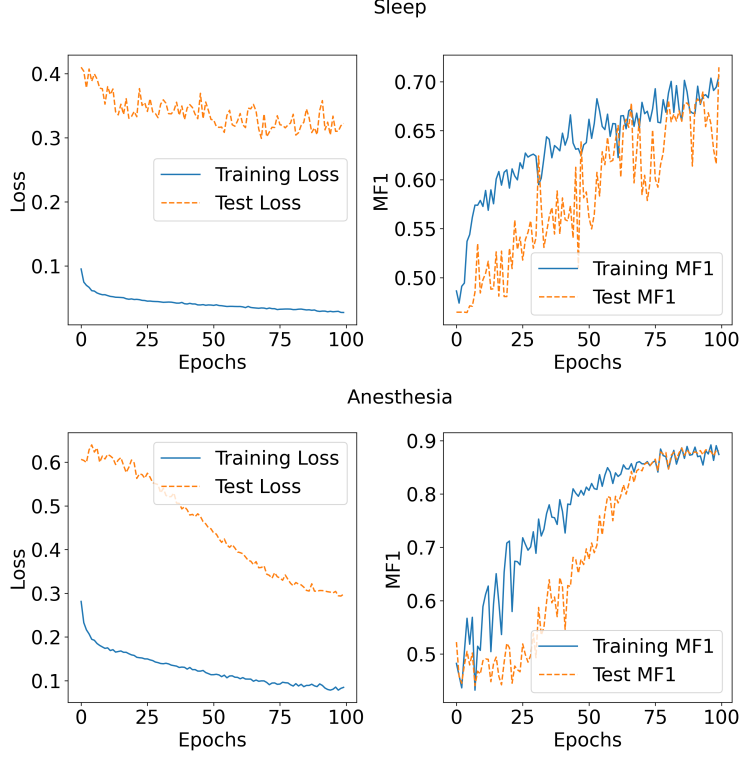 Sleep
0.4
0.3
0.2
0.1
Loss
Training Loss
Test Loss
0 25 50 75 100
Epochs
0.70
0.65
0.60
0.55
0.50
MF1
Training MF1
Test MF1
0 25 50 75 100
Epochs
Anesthesia
0.6
0.5
0.4
0.3
0.2
0.1
Loss
Training Loss
Test Loss
0 25 50 75 100
Epochs
0.9
0.8
0.7
0.6
0.5
MF1
Training MF1
Test MF1
0 25 50 75 100
Epochs